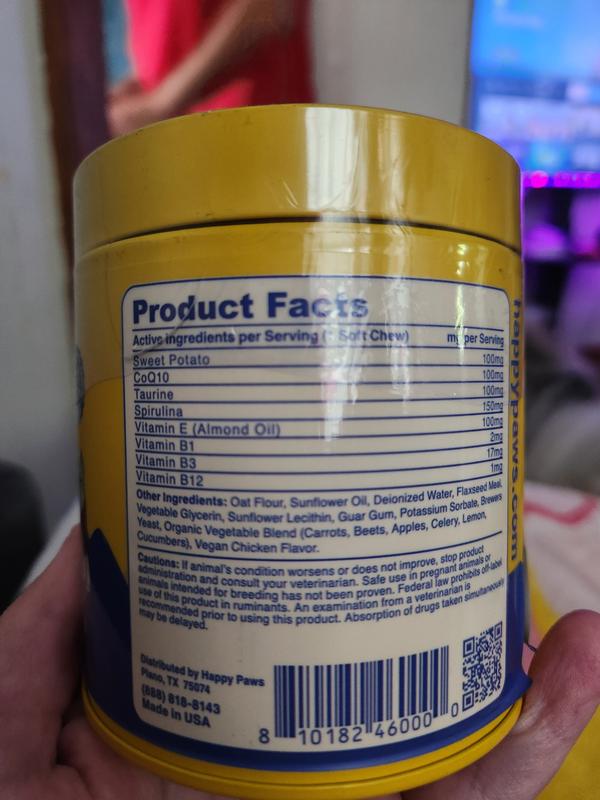 Product Facts
Active ingredients per Serving ( Soft Chew) mg per Serving
Sweet Potato 100mg
CoQ10 100mg
Taurine 100mg
Spirulina 150mg
Vitamin E (Almond Oil) 100mg
Vitamin B1 2mg
Vitamin B3 17mg
Vitamin B12 1mg
Other Ingredients: Oat Flour, Sunflower Oil, Deionized Water, Flaxseed Meal,
Vegetable Glycerin, Sunflower Lecithin, Guar Gum, Potassium Sorbate, Brewers
Yeast, Organic Vegetable Blend (Carrots, Beets, Apples, Celery, Lemon,
Cucumbers), Vegan Chicken Flavor.
Cautions: If animal's condition worsens or does not improve, stop product
administration and consult your veterinarian. Safe use in pregnant animals or
animals intended for breeding has not been proven. Federal law prohibits off-label
use of this product in ruminants. An examination from a veterinarian is
recommended prior to using this product. Absorption of drugs taken simultaneously
may be delayed.
Distributed by Happy Paws
Plano, TX 75074
(888) 818-8143
Made in USA
8 10182 46000 0
happypaws.com